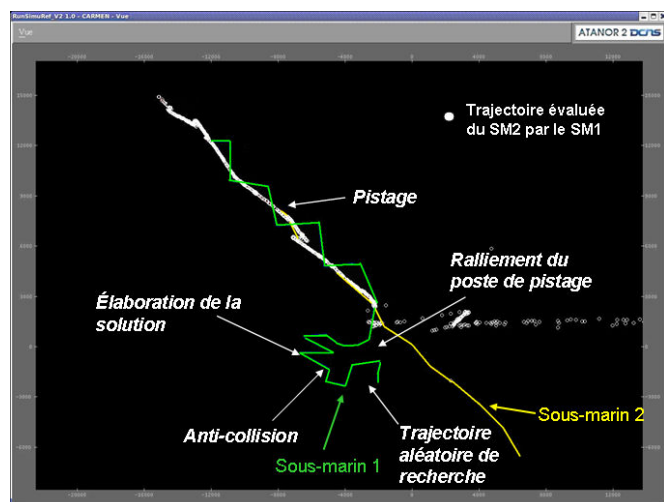 RunSimuRef_V2 1.0 - CARMEN - Vue
Vue
ATANOR 2 DCNS
Trajectoire évaluée
du SM2 par le SM1
Pistage
Ralliement du
poste de pistage
Élaboration de la
solution
Anti-collision
Sous-marin 1
Trajectoire
aléatoire de
recherche
Sous-marin 2